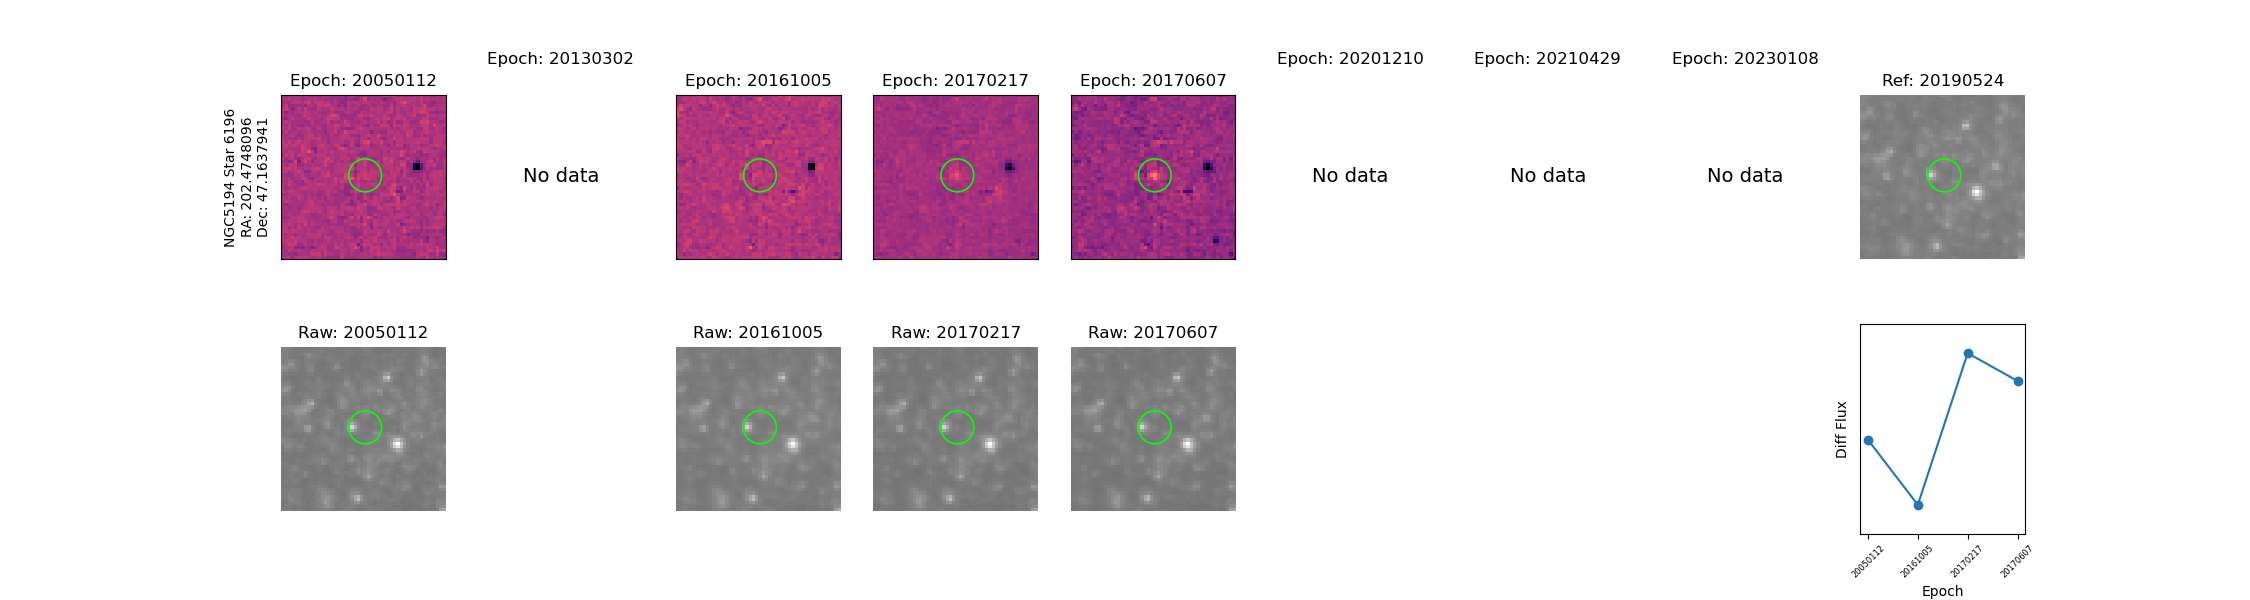 NGC5194 Star 6196
RA: 202.4748096
Dec: 47.1637941
Epoch: 20050112
Epoch: 20130302
No data
Epoch: 20161005
Epoch: 20170217
Epoch: 20170607
Epoch: 20201210
No data
Epoch: 20210429
No data
Epoch: 20230108
No data
Ref: 20190524
Raw: 20050112
Raw: 20161005
Raw: 20170217
Raw: 20170607
Diff Flux
20050112
20161005
20170217
20170607
Epoch